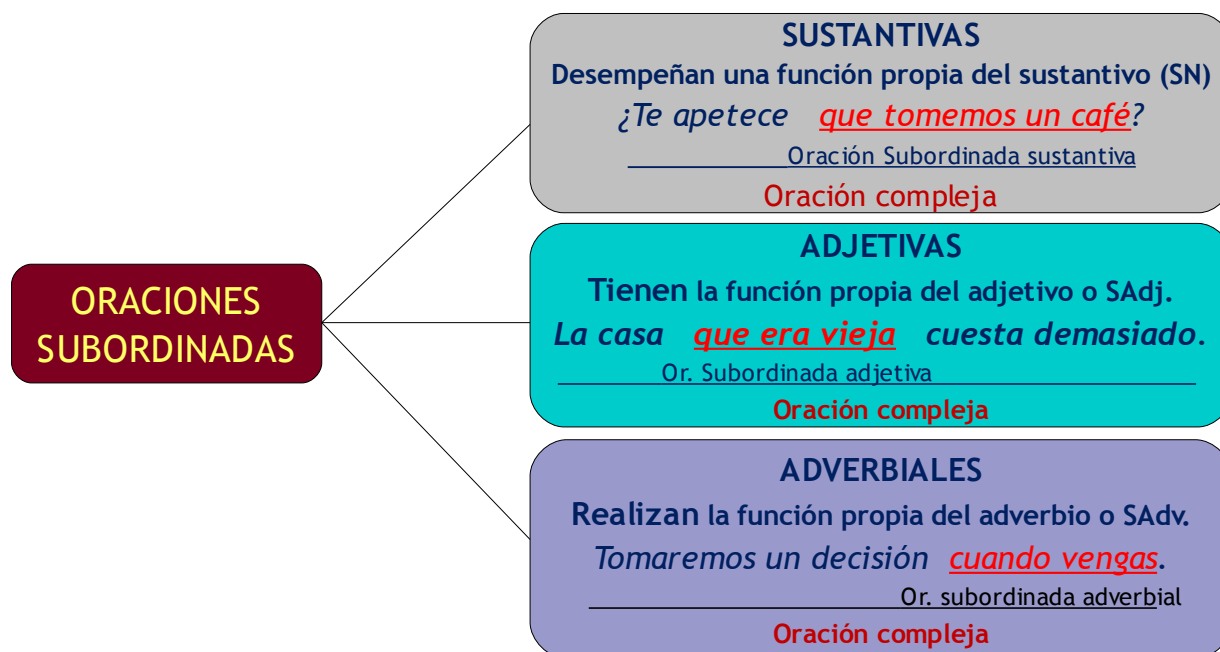 ORACIONES
SUBORDINADAS
SUSTANTIVAS
Desempeñan una función propia del sustantivo (SN)
¿Te apetece que tomemos un café?
Oración Subordinada sustantiva
Oración compleja
ADJETIVAS
Tienen la función propia del adjetivo o SAdj.
La casa que era vieja cuesta demasiado.
Or. Subordinada adjetiva
Oración compleja
ADVERBIALES
Realizan la función propia del adverbio o SAdv.
Tomaremos un decisión cuando vengas.
Or. subordinada adverbial
Oración compleja